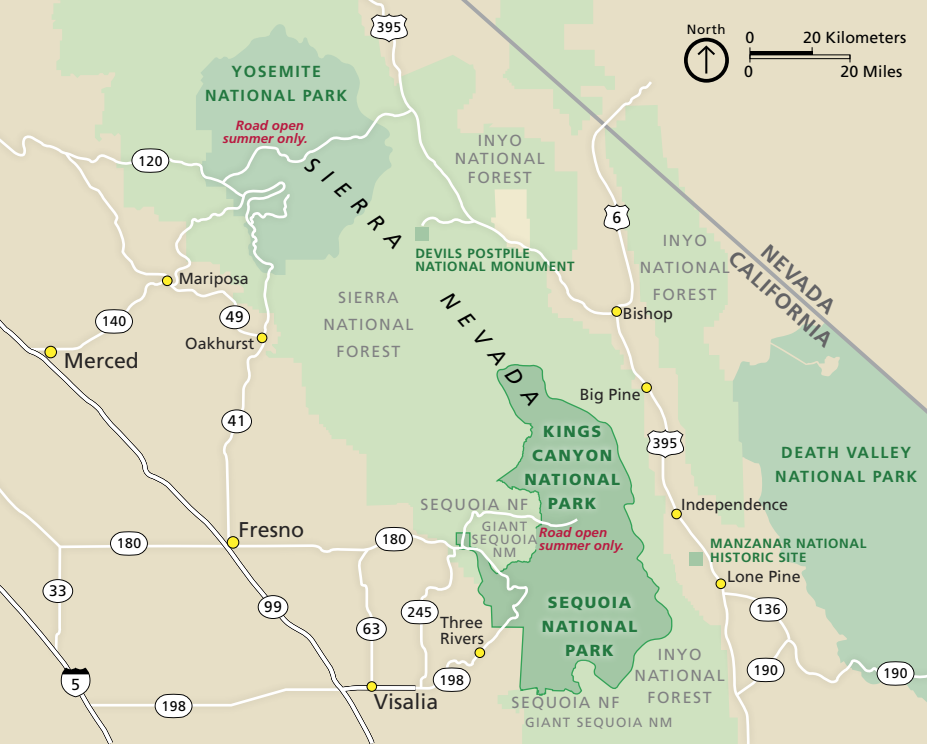 395
North
0 20 Kilometers
0 20 Miles
YOSEMITE
NATIONAL PARK
Road open
summer only.
INYO
NATIONAL
FOREST
120
SIERRA
6
DEVILS POSTPILE
NATIONAL MONUMENT
INYO
NATIONAL
FOREST
NEVADA
CALIFORNIA
Mariposa
SIERRA
NATIONAL
FOREST
NEVADA
140
49
Bishop
Oakhurst
Merced
Big Pine
41
KINGS
CANYON
NATIONAL
PARK
395
DEATH VALLEY
NATIONAL PARK
SEQUOIA NF
Independence
GIANT
SEQUOIA
NM
Road open
summer only.
Fresno
180
180
MANZANAR NATIONAL
HISTORIC SITE
Lone Pine
33
99
245
63
Three
Rivers
SEQUOIA
NATIONAL
PARK
136
INYO
NATIONAL
FOREST
190
190
5
198
198
Visalia
SEQUOIA NF
GIANT SEQUOIA NM